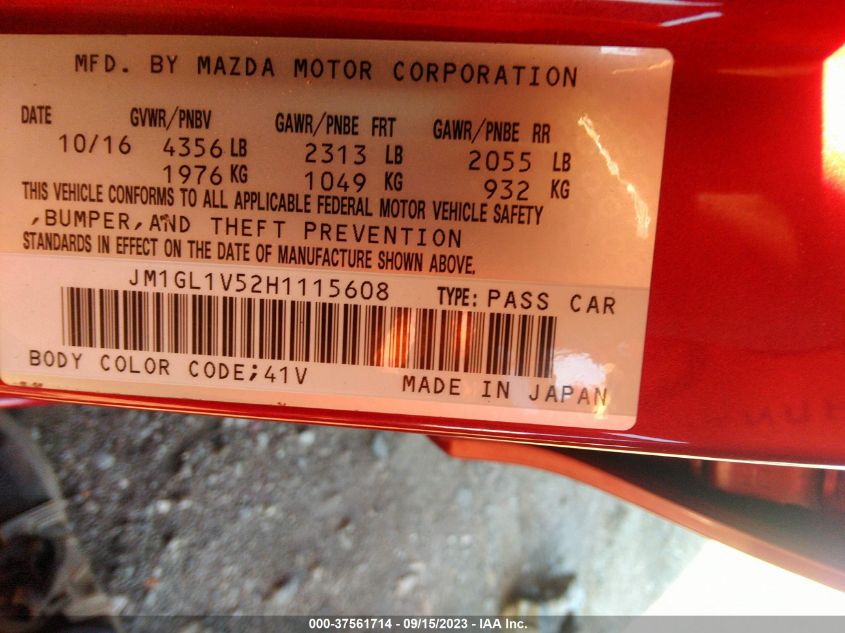 MFD. BY MAZDA MOTOR CORPORATION
DATE GVWR/PNBV GAWR/PNBE FRT GAWR/PNBE RR
10/16 4356 LB 2313 LB 2055 LB
1976 KG 1049 KG 932 KG
THIS VEHICLE CONFORMS TO ALL APPLICABLE FEDERAL MOTOR VEHICLE SAFETY
,BUMPER,AND THEFT PREVENTION
STANDARDS IN EFFECT ON THE DATE OF MANUFACTURE SHOWN ABOVE.
JM1GL1V52H1115608 TYPE: PASS CAR
BODY COLOR CODE;41V MADE IN JAPAN
000-37561714 - 09/15/2023 - IAA Inc.